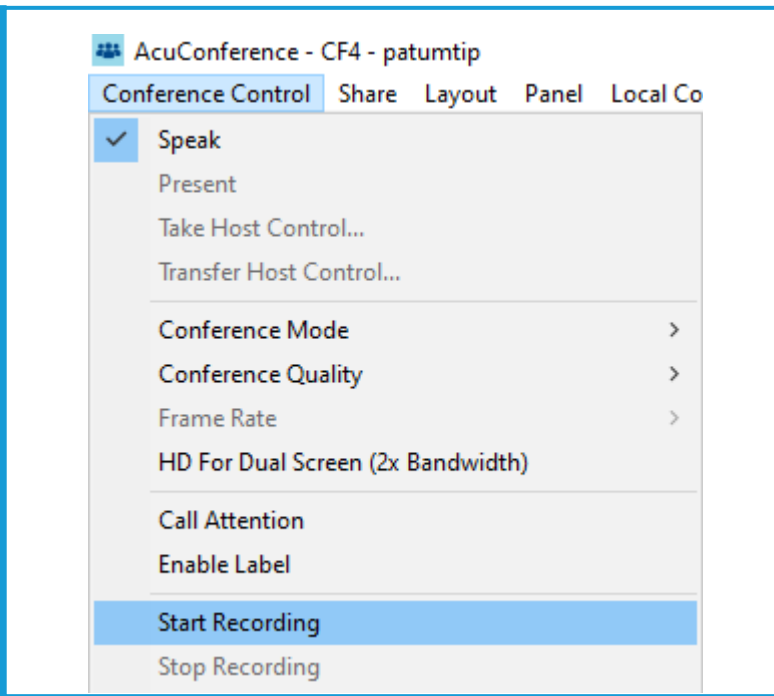 AcuConference - CF4 - patumtip
Conference Control Share Layout Panel Local Co
Speak
Present
Take Host Control...
Transfer Host Control...
Conference Mode
Conference Quality
Frame Rate
HD For Dual Screen (2x Bandwidth)
Call Attention
Enable Label
Start Recording
Stop Recording